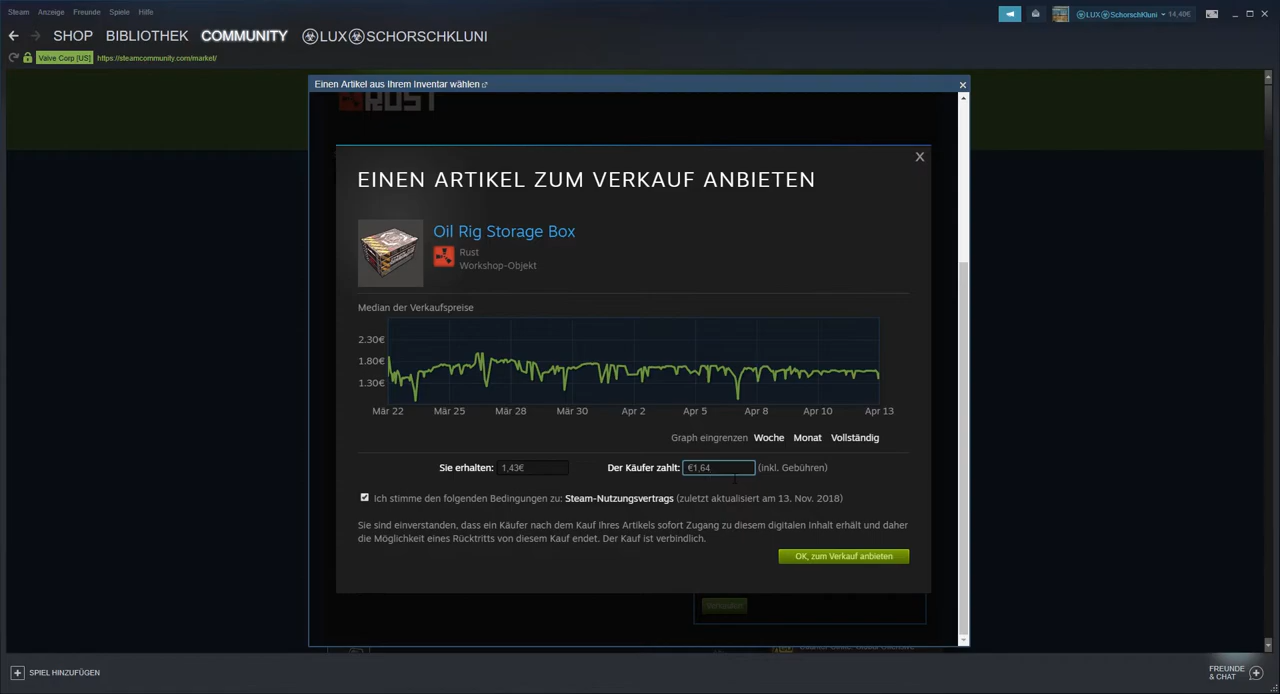 Steam Anzeige Freunde Spiele Hilfe
LUX SchorschKluni 14,40€
SHOP BIBLIOTHEK COMMUNITY LUX SCHORSCHKLUNI
Valve Corp [US] https://steamcommunity.com/market/
Einen Artikel aus Ihrem Inventar wählen
RUST
X
EINEN ARTIKEL ZUM VERKAUF ANBIETEN
Oil Rig Storage Box
Rust
Workshop-Objekt
Median der Verkaufspreise
2.30€
1.80€
1.30€
Mär 22 Mär 25 Mär 28 Mär 30 Apr 2 Apr 5 Apr 8 Apr 10 Apr 13
Graph eingrenzen Woche Monat Vollständig
Sie erhalten: 1,43€ Der Käufer zahlt: €1,64 (inkl. Gebühren)
Ich stimme den folgenden Bedingungen zu: Steam-Nutzungsvertrags (zuletzt aktualisiert am 13. Nov. 2018)
Sie sind einverstanden, dass ein Käufer nach dem Kauf Ihres Artikels sofort Zugang zu diesem digitalen Inhalt erhält und daher
die Möglichkeit eines Rücktritts von diesem Kauf endet. Der Kauf ist verbindlich.
OK, zum Verkauf anbieten
Verkaufen
SPIEL HINZUFÜGEN
FREUNDE
& CHAT